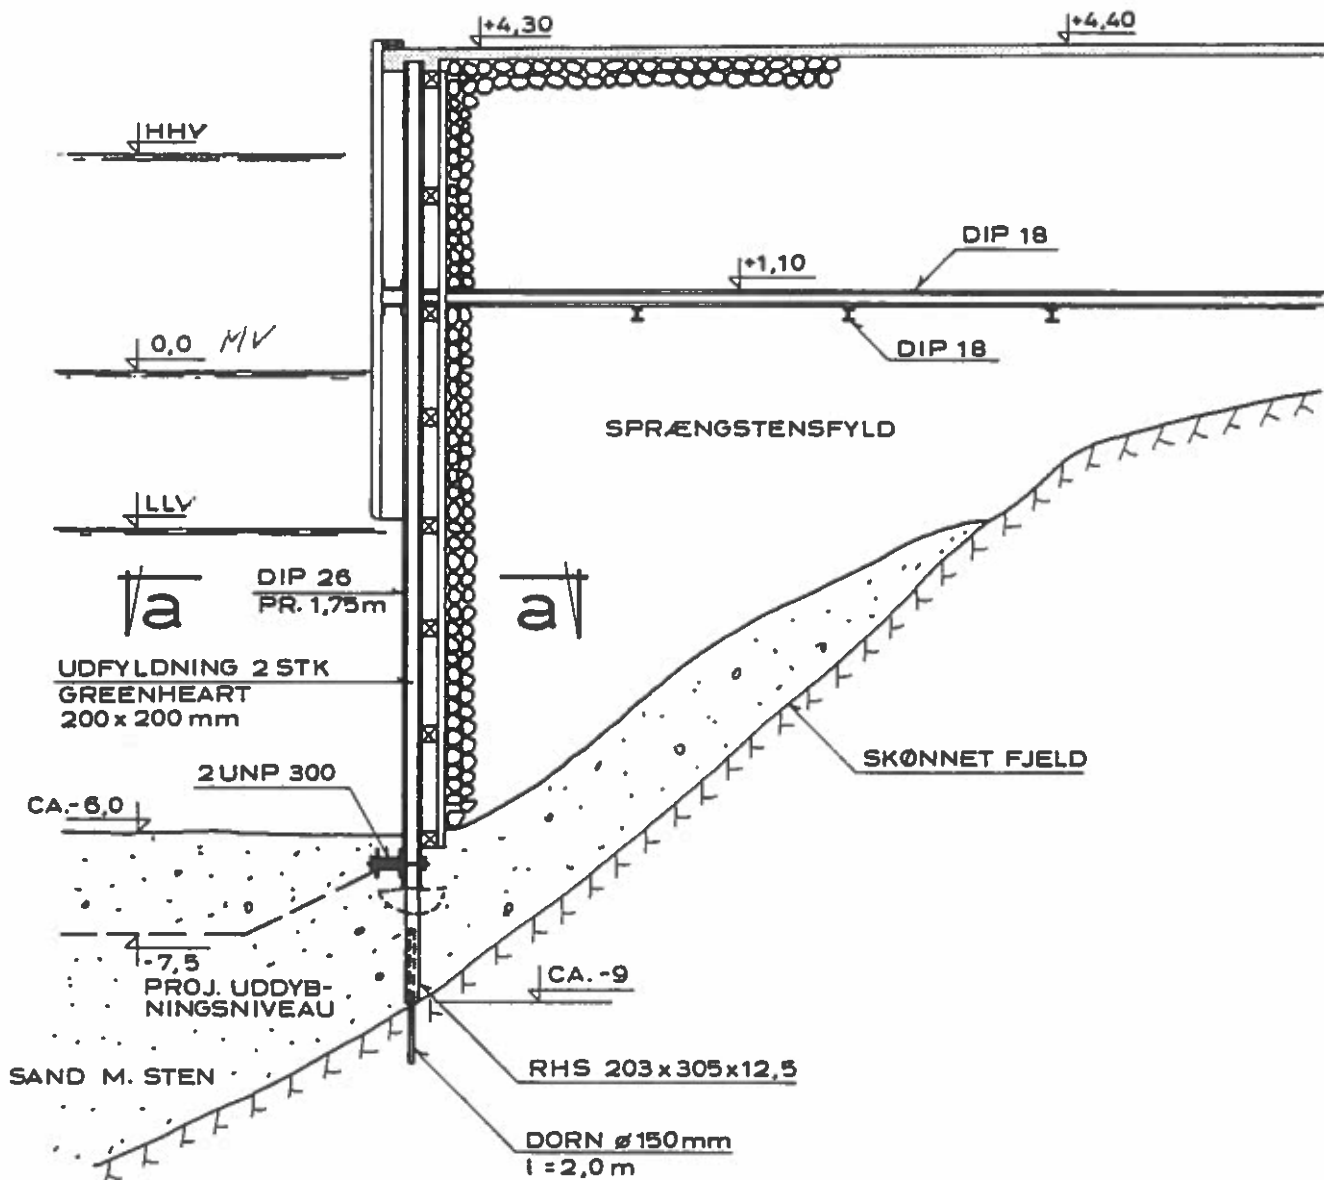 +4,30
+4,40
HHV
DIP 18
+1,10
0,0 MV
DIP 18
SPRÆNGSTENSFYLD
LLV
DIP 26
PR. 1,75m
a
a
UDFYLDNING 2 STK
GREENHEART
200 x 200 mm
2 UNP 300
SKØNNET FJELD
CA.-6,0
-7,5
PROJ. UDDYB-
NINGSNIVEAU
CA. -9
SAND M. STEN
RHS 203 x 305 x 12,5
DORN ø 150 mm
l = 2,0 m